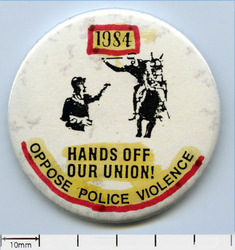 1984
HANDS OFF
OUR UNION!
OPPOSE POLICE VIOLENCE
10mm